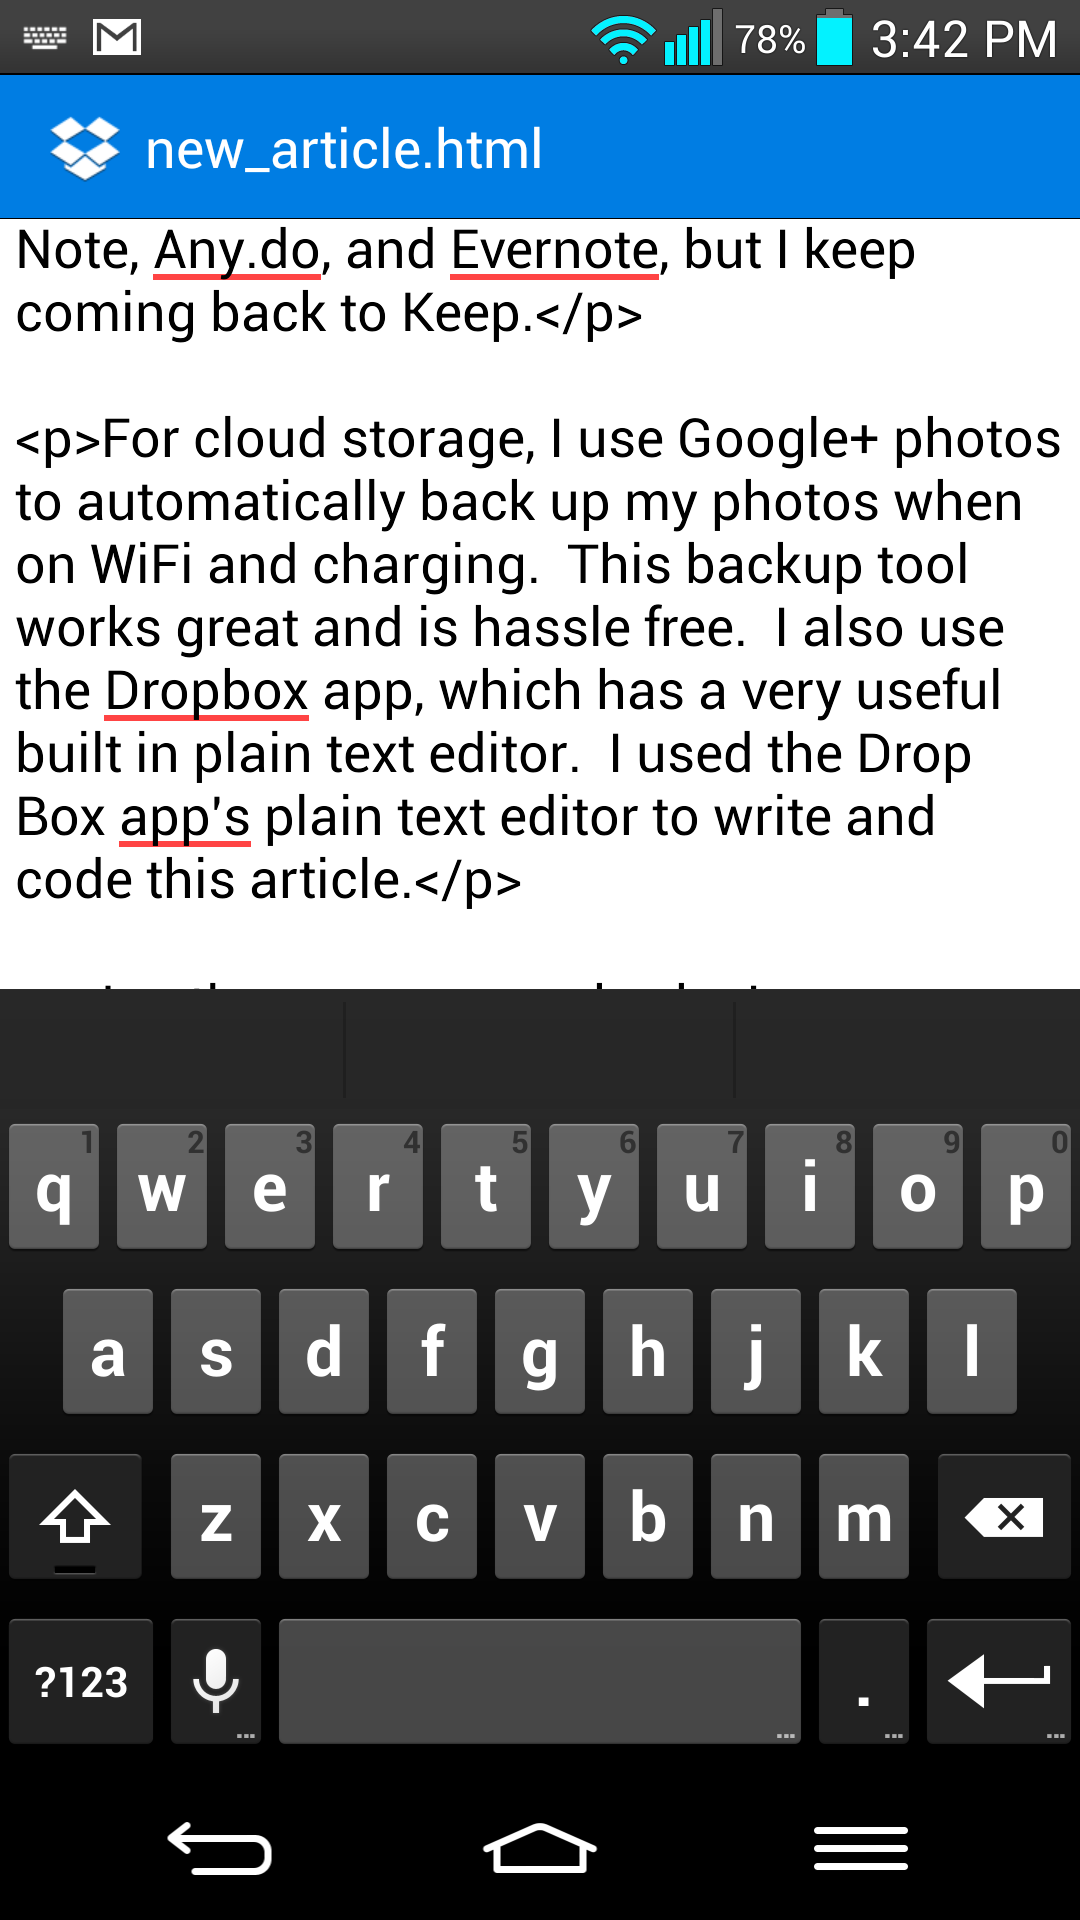 78% 3:42 PM
new_article.html
Note, Any.do, and Evernote, but I keep
coming back to Keep.</p>
<p>For cloud storage, I use Google+ photos
to automatically back up my photos when
on WiFi and charging.  This backup tool
works great and is hassle free.  I also use
the Dropbox app, which has a very useful
built in plain text editor.  I used the Drop
Box app's plain text editor to write and
code this article.</p>
1 2 3 4 5 6 7 8 9 0
q w e r t y u i o p
a s d f g h j k l
z x c v b n m
?123 .